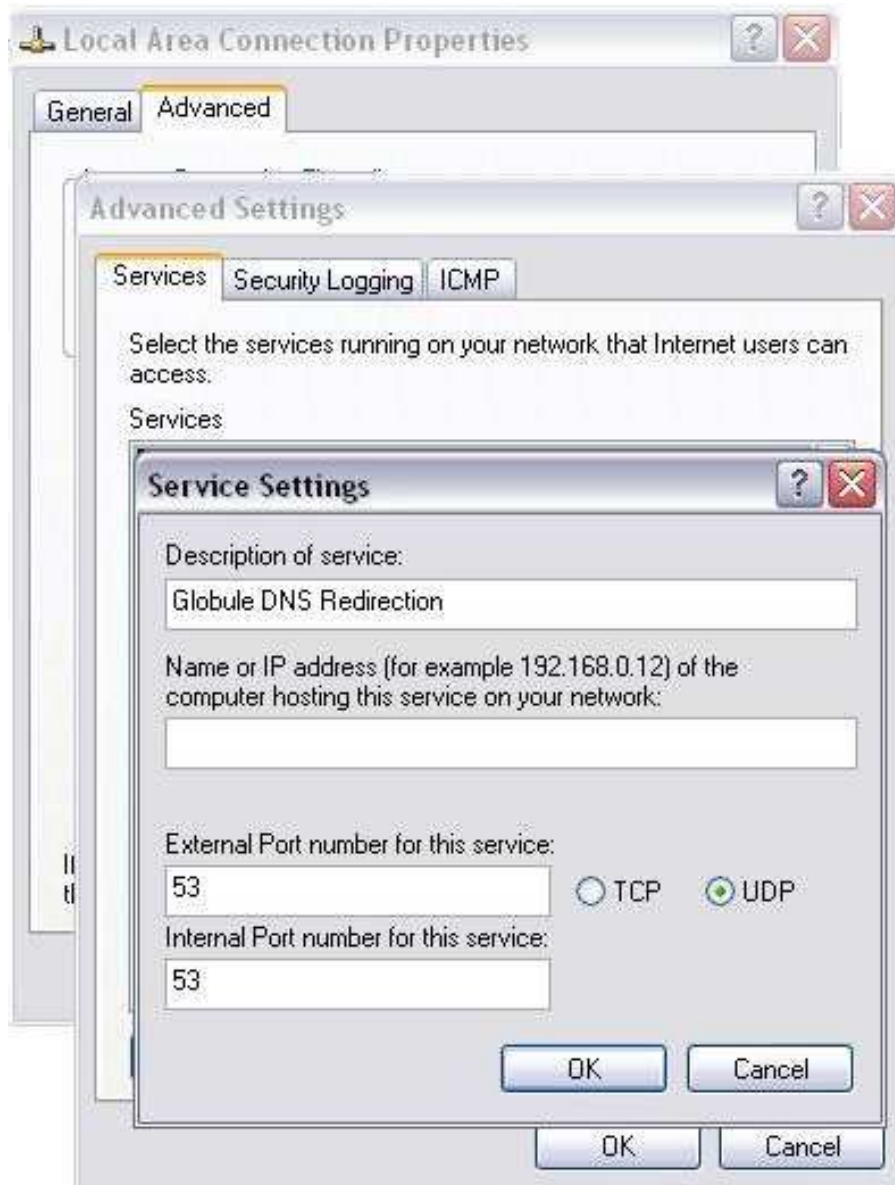 Local Area Connection Properties
General
Advanced
Advanced Settings
Services
Security Logging
ICMP
Select the services running on your network that Internet users can
access.
Services
Service Settings
Description of service:
Globule DNS Redirection
Name or IP address (for example 192.168.0.12) of the
computer hosting this service on your network:
External Port number for this service:
53
TCP
UDP
Internal Port number for this service:
53
OK
Cancel
OK
Cancel